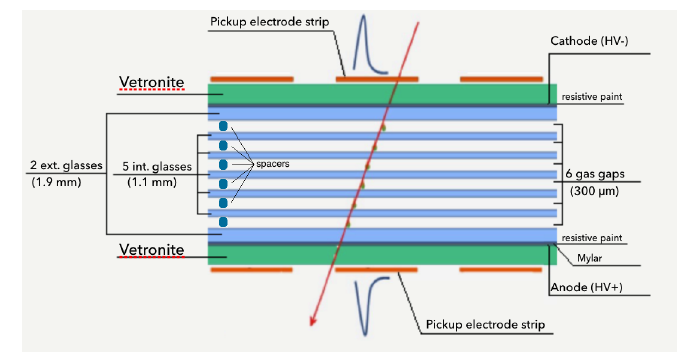 Pickup electrode strip
Cathode (HV-)
Vetronite
resistive paint
2 ext. glasses
(1.9 mm)
5 int. glasses
(1.1 mm)
spacers
6 gas gaps
(300 µm)
Vetronite
resistive paint
Mylar
Anode (HV+)
Pickup electrode strip